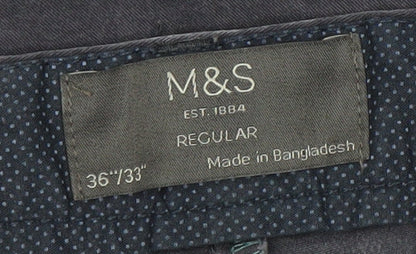 M&S
EST. 1884
REGULAR
Made in Bangladesh
36"/33"